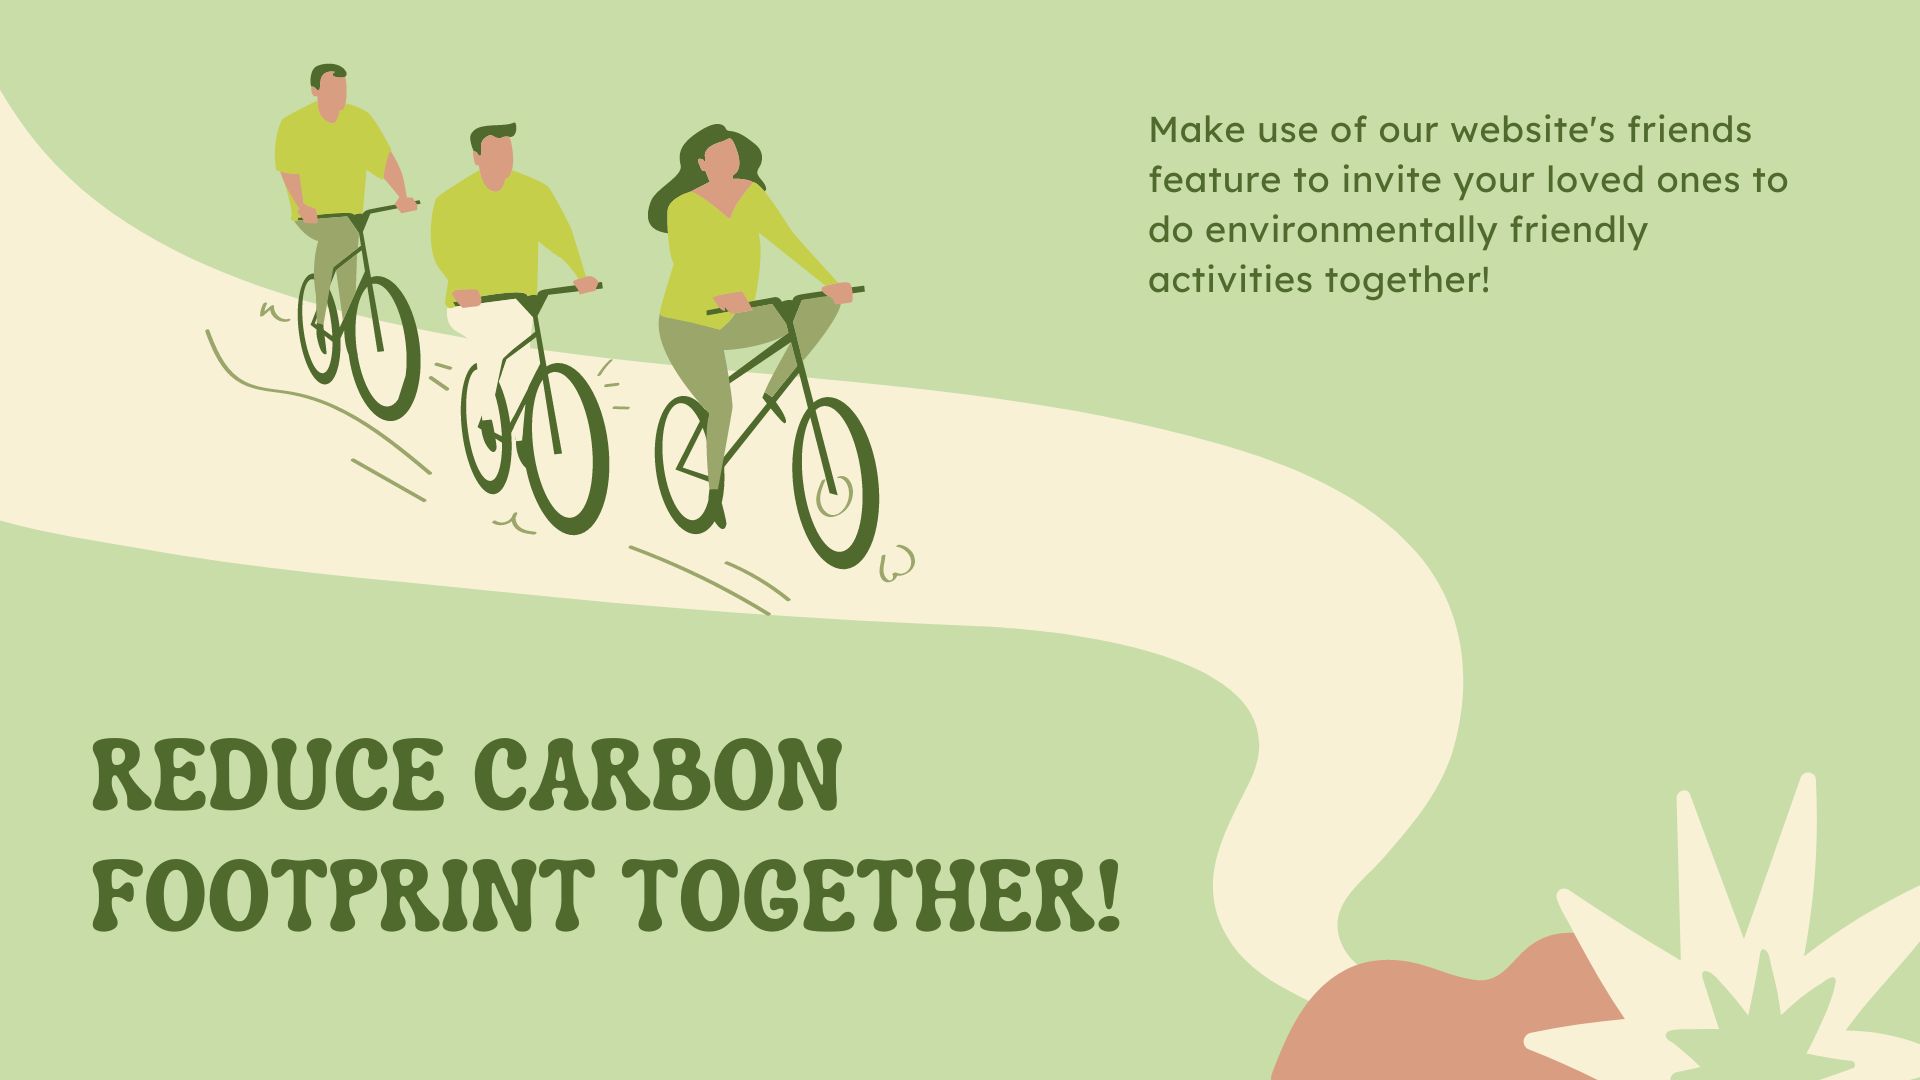 Make use of our website's friends
feature to invite your loved ones to
do environmentally friendly
activities together!
REDUCE CARBON
FOOTPRINT TOGETHER!